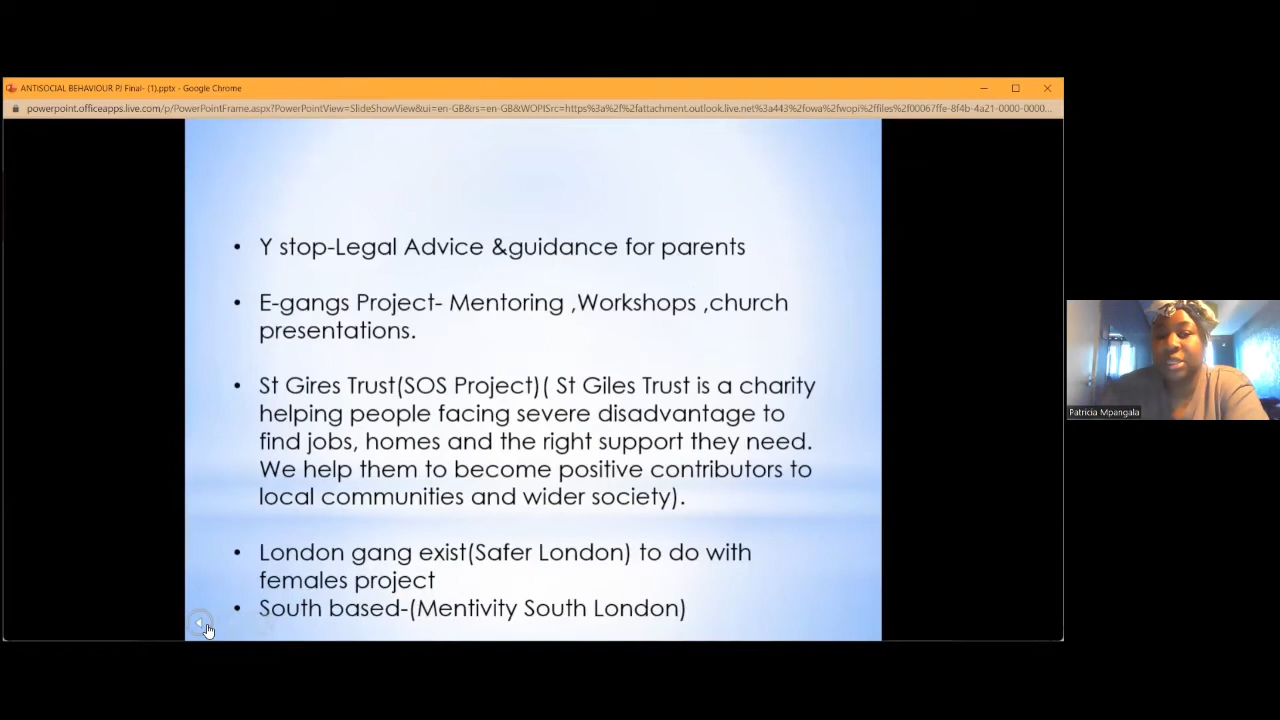 ANTISOCIAL BEHAVIOUR PJ Final- (1).pptx - Google Chrome
powerpoint.officeapps.live.com/p/PowerPointFrame.aspx?PowerPointView=SlideShowView&ui=en-GB&rs=en-GB&WOPISrc=https%3a%2f%2fattachment.outlook.live.net%3a443%2fowa%2fwopi%2ffiles%2f00067ffe-8f4b-4a21-0000-0000...
• Y stop-Legal Advice &guidance for parents
• E-gangs Project- Mentoring ,Workshops ,church
presentations.
• St Gires Trust(SOS Project)( St Giles Trust is a charity
helping people facing severe disadvantage to
find jobs, homes and the right support they need.
We help them to become positive contributors to
local communities and wider society).
• London gang exist(Safer London) to do with
females project
• South based-(Mentivity South London)
Patricia Mpangala